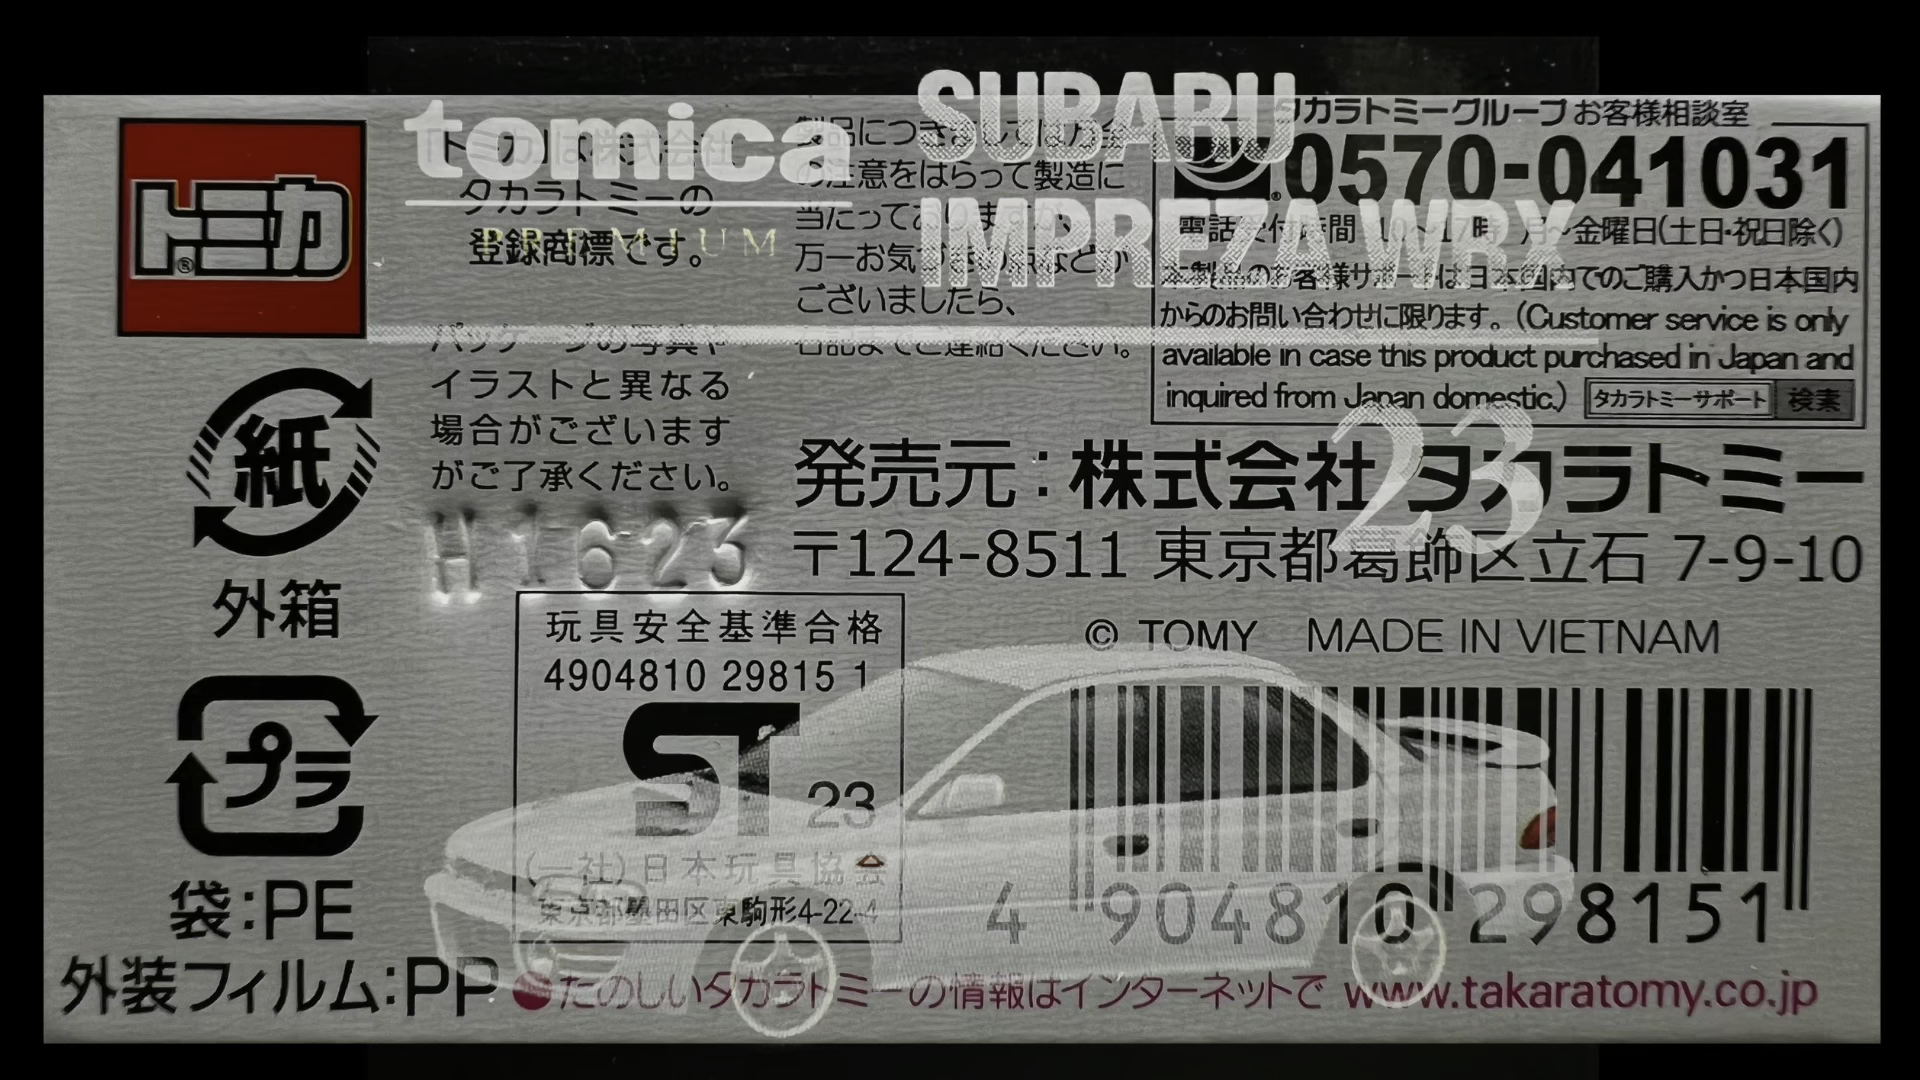 トミカ®
tomica
PREMIUM
SUBARU
IMPREZA WRX
23
「トミカ」は株式会社
タカラトミーの
登録商標です。
パッケージの写真や
イラストと異なる
場合がございます
がご了承ください。
H1623
製品につきましては万全
の注意をはらって製造に
当たっておりますが、
万一お気づきの点などが
ございましたら、
右記までご連絡ください。
タカラトミーグループ お客様相談室
0570-041031
電話受付時間 10～17時 月～金曜日(土日・祝日除く)
本製品のお客様サポートは日本国内でのご購入かつ日本国内
からのお問い合わせに限ります。(Customer service is only
available in case this product purchased in Japan and
inquired from Japan domestic.) タカラトミーサポート 検索
発売元:株式会社 タカラトミー
〒124-8511 東京都葛飾区立石 7-9-10
© TOMY MADE IN VIETNAM
紙
外箱
プラ
袋:PE
外装フィルム:PP
玩具安全基準合格
4904810 29815 1
ST 23
(一社)日本玩具協会
東京都墨田区東駒形4-22-4
4 904810 298151
●たのしいタカラトミーの情報はインターネットで www.takaratomy.co.jp